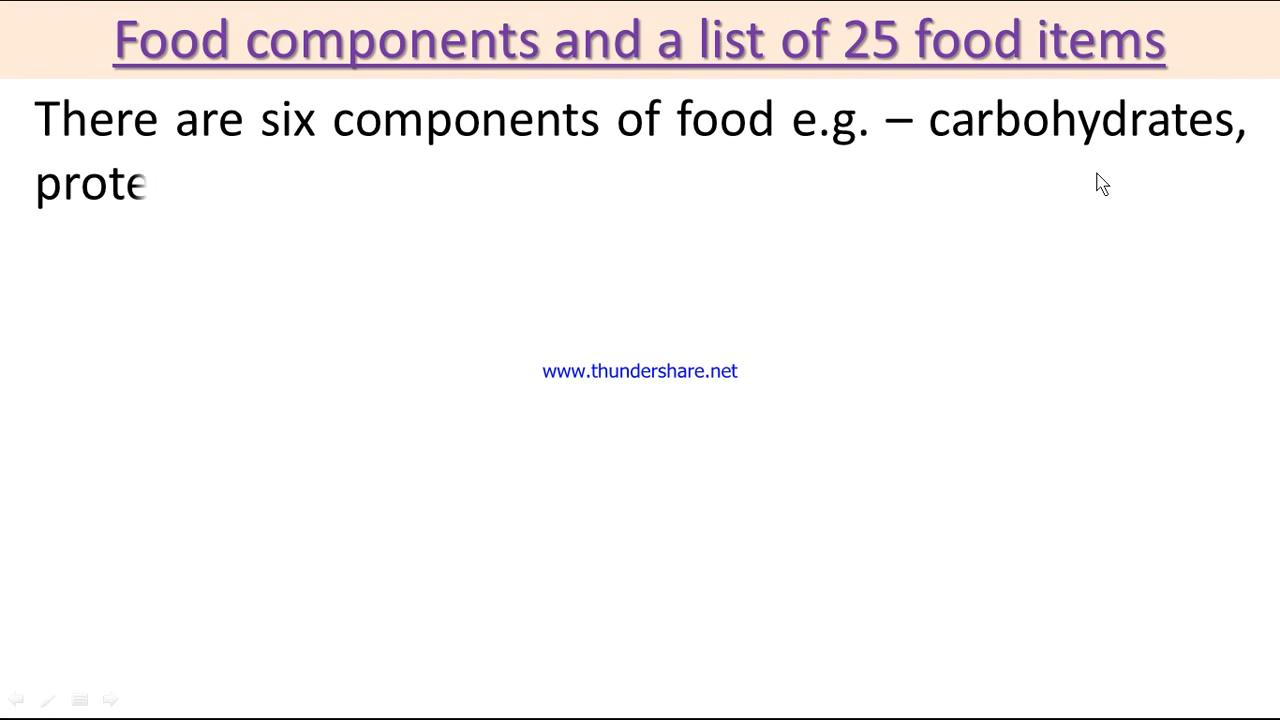 Food components and a list of 25 food items
There are six components of food e.g. – carbohydrates,
prote
www.thundershare.net